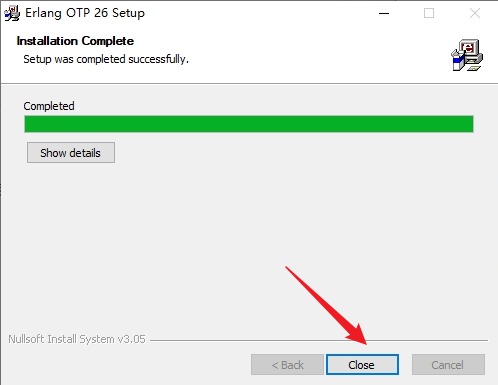 Erlang OTP 26 Setup
Installation Complete
Setup was completed successfully.
Completed
Show details
Nullsoft Install System v3.05
< Back
Close
Cancel